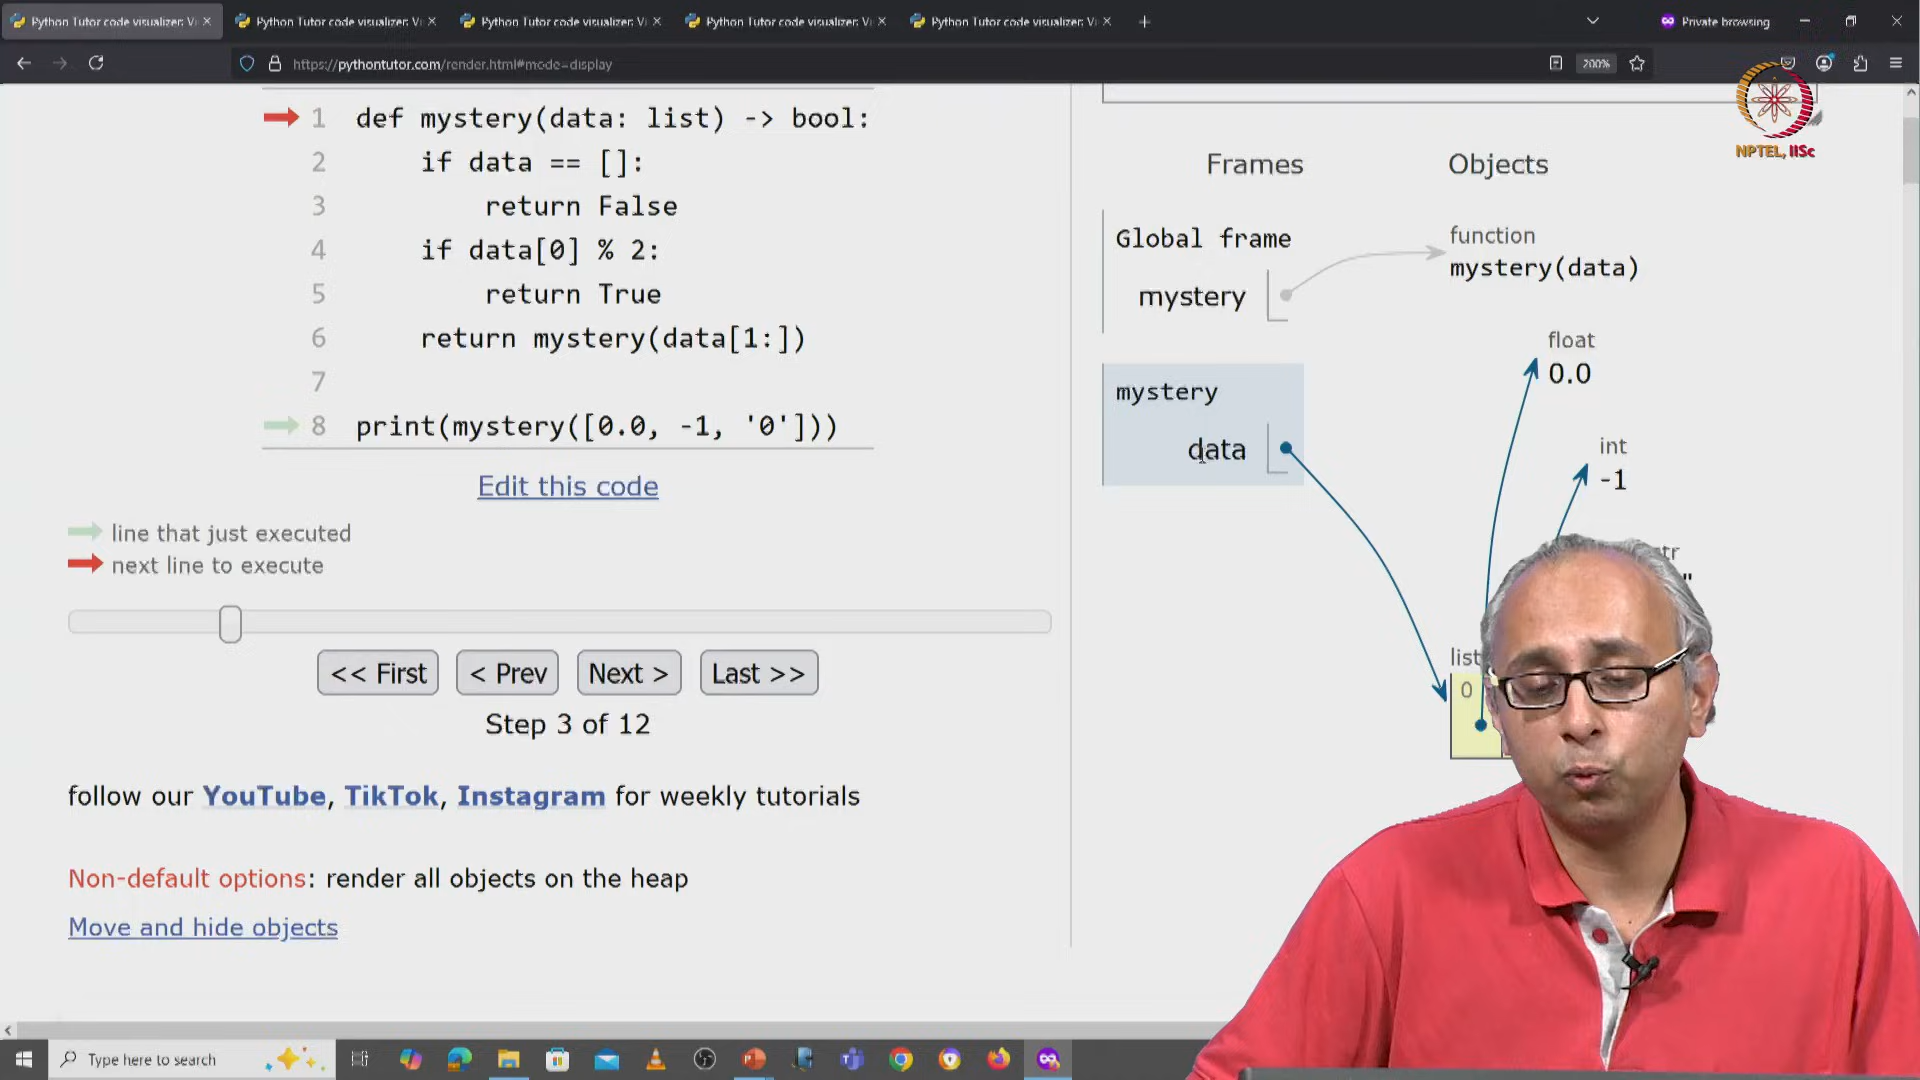 Python Tutor code visualizer: Vi
Python Tutor code visualizer: Vi
Python Tutor code visualizer: Vi
Python Tutor code visualizer: Vi
Python Tutor code visualizer: Vi
Private browsing
https://pythontutor.com/render.html#mode=display
200%
NPTEL, IISc
1 def mystery(data: list) -> bool:
2 if data == []:
3 return False
4 if data[0] % 2:
5 return True
6 return mystery(data[1:])
7
8 print(mystery([0.0, -1, '0']))
Edit this code
line that just executed
next line to execute
<< First
< Prev
Next >
Last >>
Step 3 of 12
follow our YouTube, TikTok, Instagram for weekly tutorials
Non-default options: render all objects on the heap
Move and hide objects
Frames
Objects
Global frame
mystery
function
mystery(data)
mystery
data
float
0.0
int
-1
list
0
Type here to search